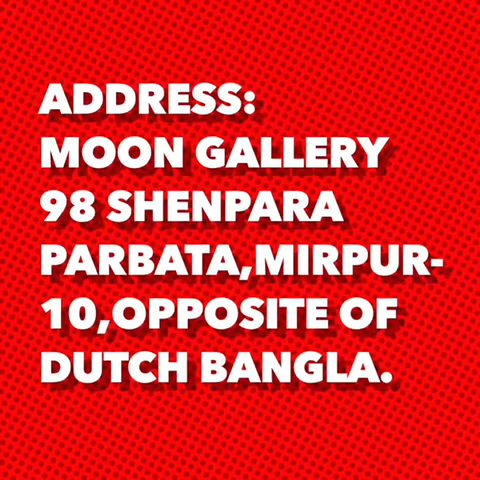 ADDRESS:
MOON GALLERY
98 SHENPARA
PARBATA,MIRPUR-
10,OPPOSITE OF
DUTCH BANGLA.